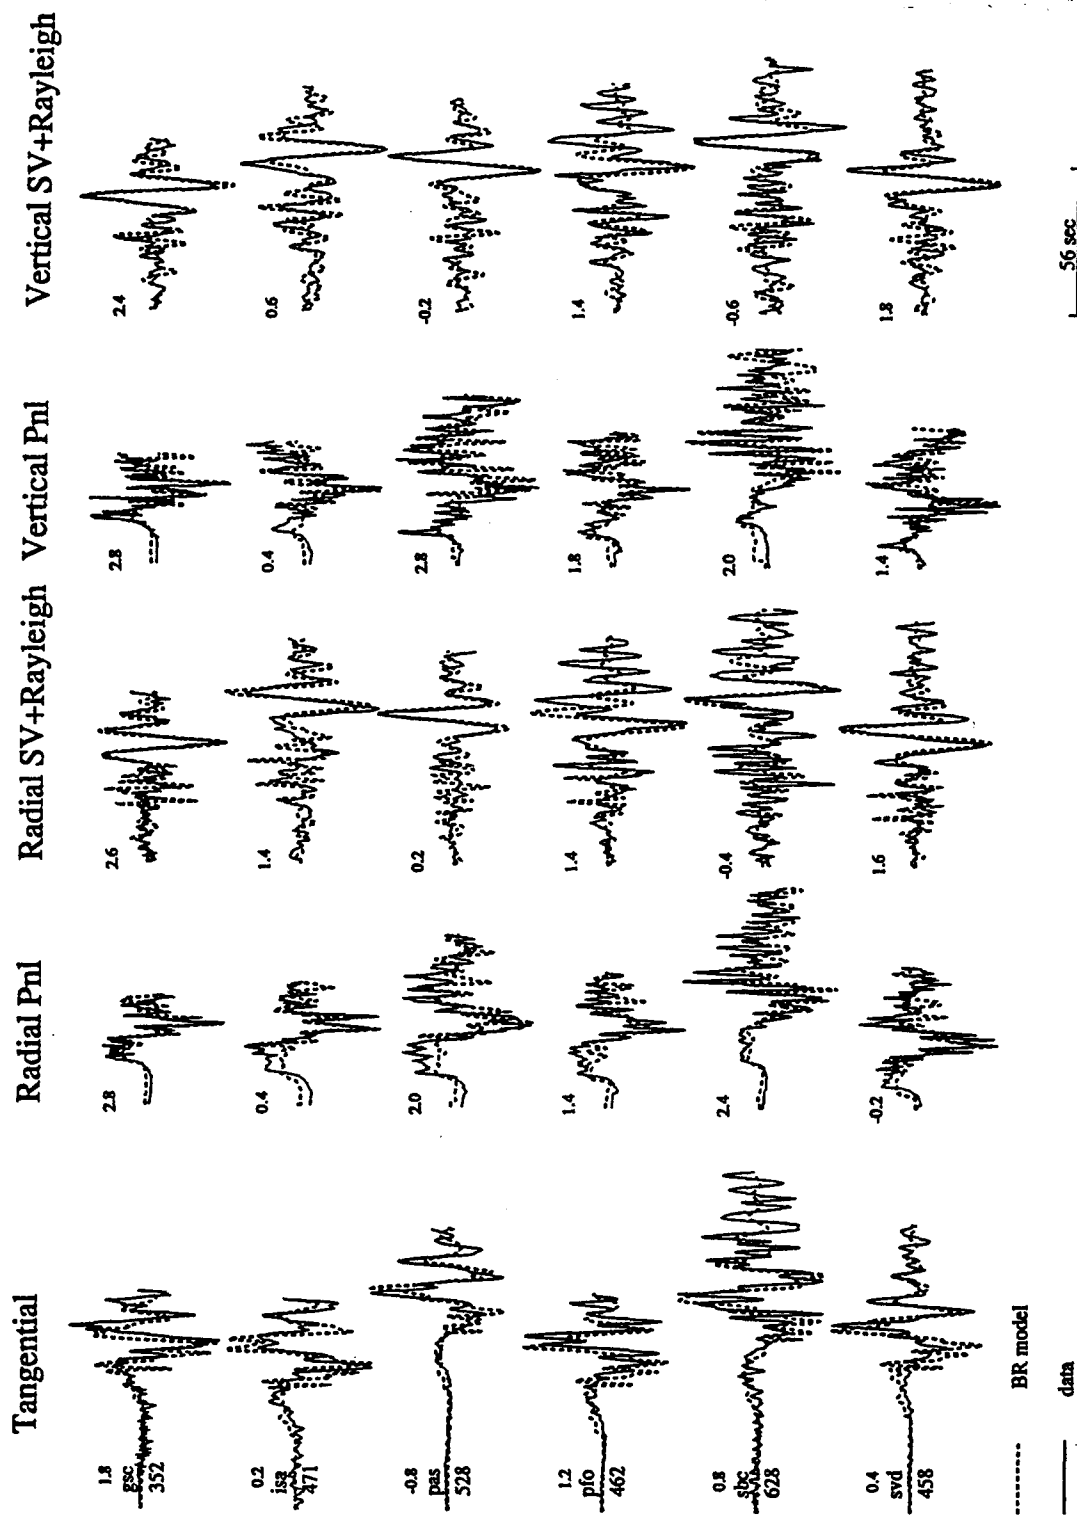 Tangential
Radial Pnl
Radial SV+Rayleigh
Vertical Pnl
Vertical SV+Rayleigh
1.8
gsc
352
2.8
2.6
2.8
2.4
0.2
isa
471
0.4
1.4
0.4
0.6
-0.8
pas
528
2.0
0.2
2.8
-0.2
1.2
pfo
462
1.4
1.4
1.8
1.4
0.8
sbc
628
2.4
-0.4
2.0
-0.6
0.4
svd
458
-0.2
1.6
1.4
1.8
BR model
data
56 sec